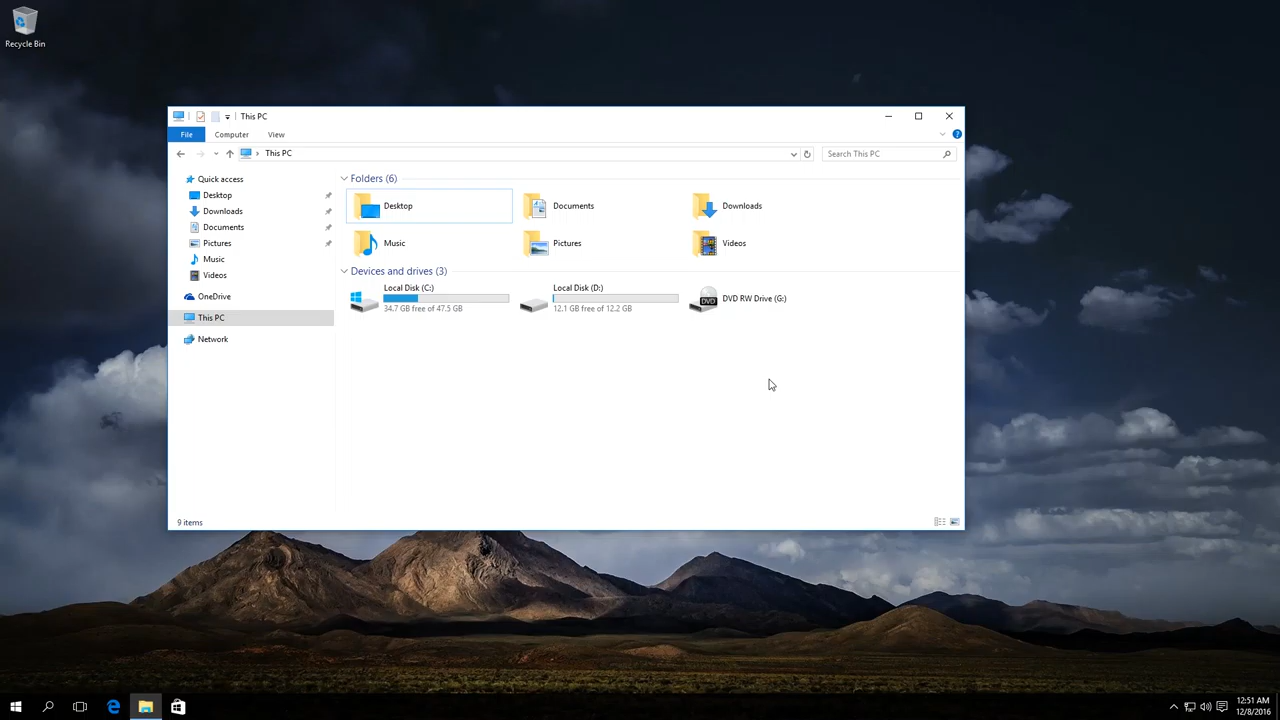 Recycle Bin
This PC
File Computer View
This PC
Search This PC
Quick access
Desktop
Downloads
Documents
Pictures
Music
Videos
OneDrive
This PC
Network
Folders (6)
Desktop
Documents
Downloads
Music
Pictures
Videos
Devices and drives (3)
Local Disk (C:)
34.7 GB free of 47.5 GB
Local Disk (D:)
12.1 GB free of 12.2 GB
DVD
DVD RW Drive (G:)
9 items
12:51 AM
12/8/2016